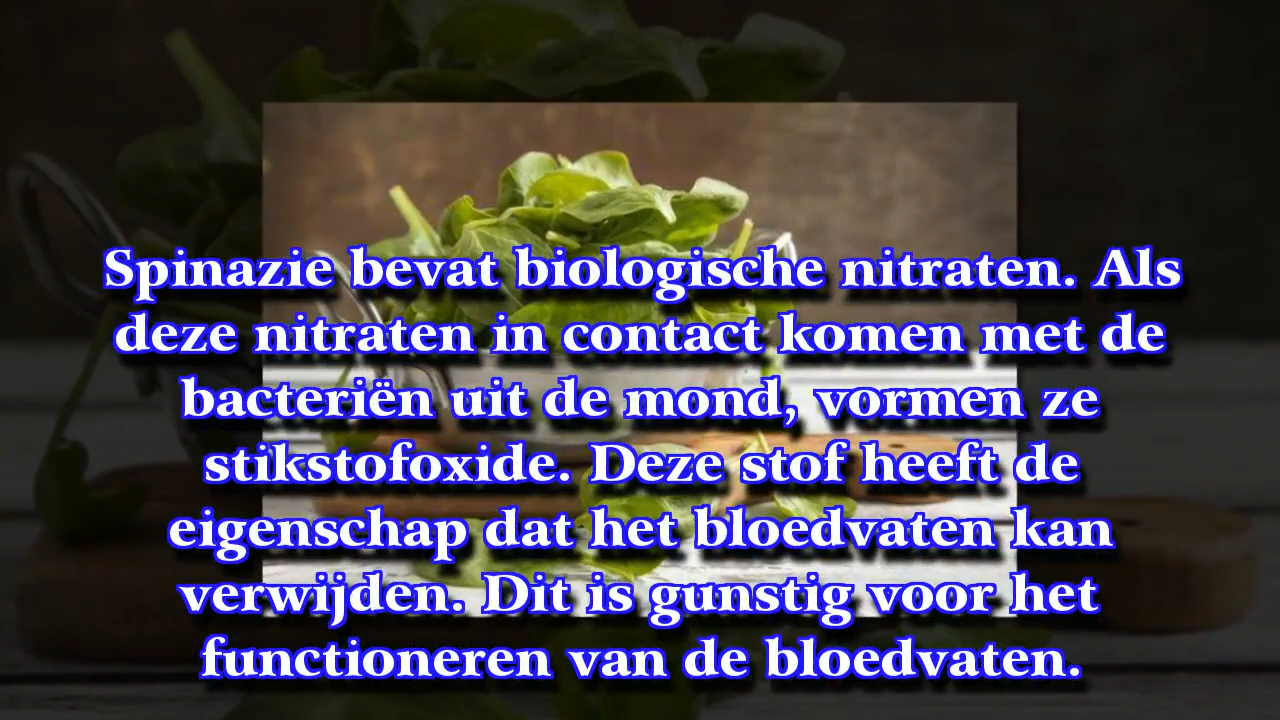 Spinazie bevat biologische nitraten. Als
deze nitraten in contact komen met de
bacteriën uit de mond, vormen ze
stikstofoxide. Deze stof heeft de
eigenschap dat het bloedvaten kan
verwijden. Dit is gunstig voor het
functioneren van de bloedvaten.